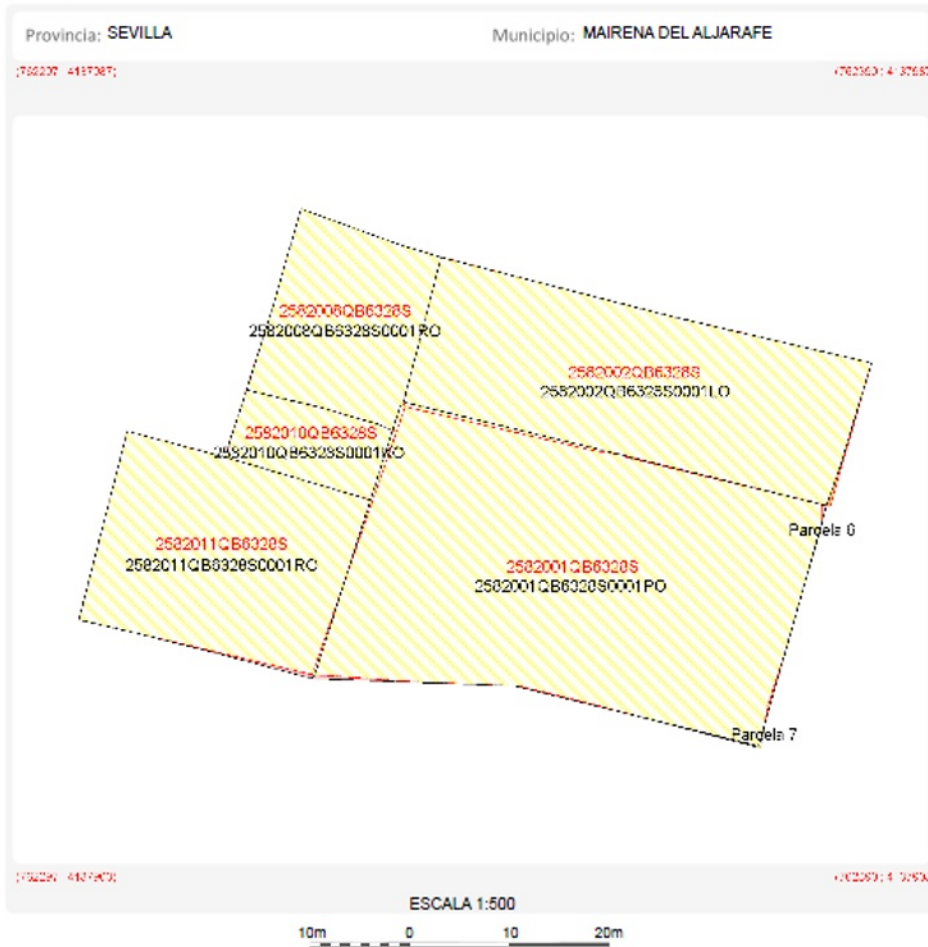 Provincia: SEVILLA Municipio: MAIRENA DEL ALJARAFE
2582008QB6328S
2582008QB6328S0001RO
2582002QB6328S
2582002QB6328S0001LO
2582010QB6328S
2582010QB6328S0001KO
2582011QB6328S
2582011QB6328S0001RO
Parcela 6
2582001QB6328S
2582001QB6328S0001PO
Parcela 7
ESCALA 1:500
10m 0 10 20m